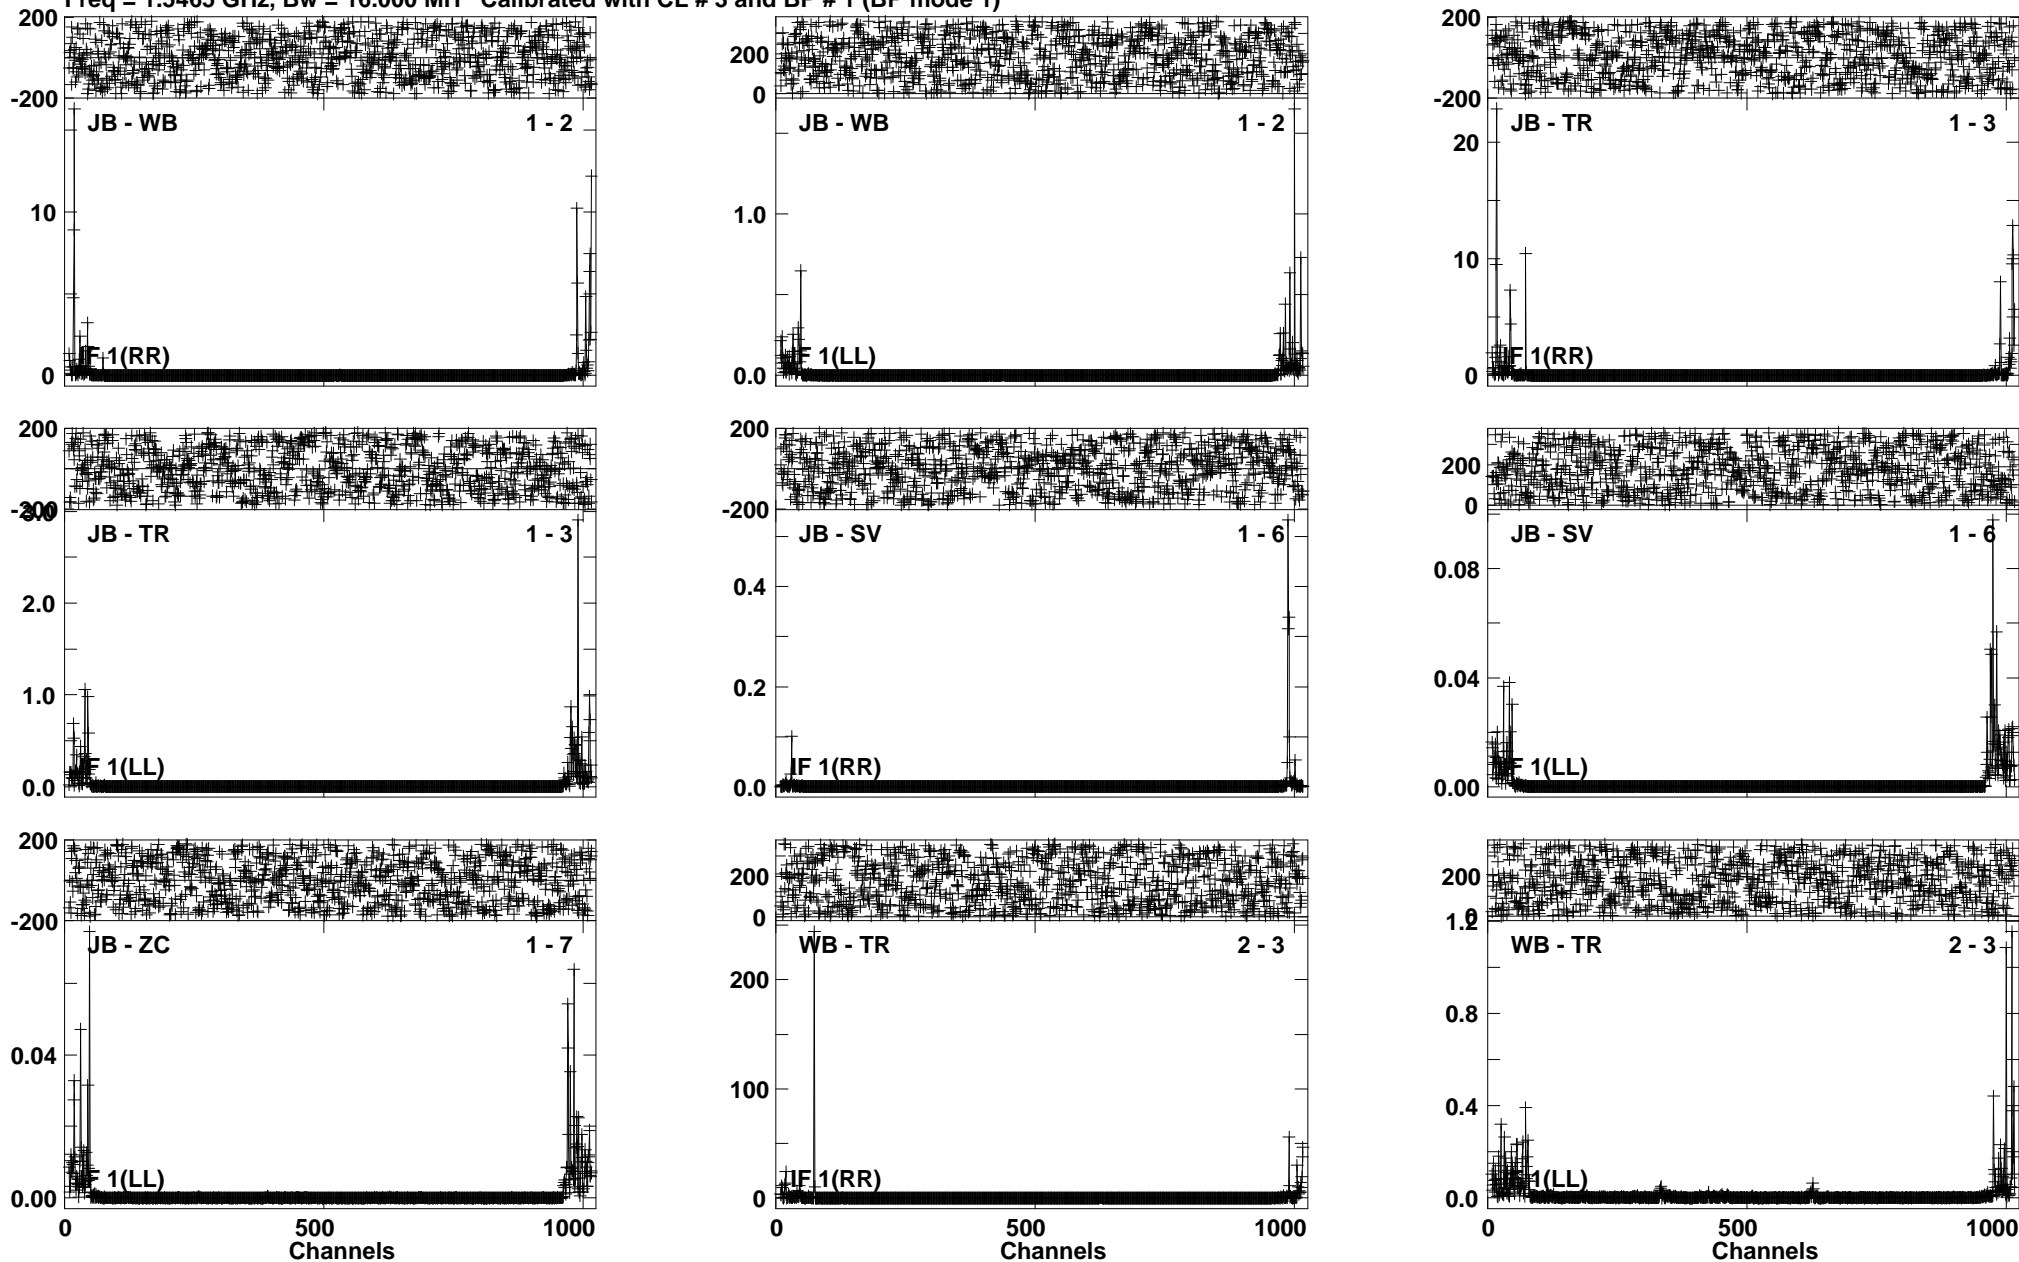 Freq = 1.5465 GHz, Bw = 16.000 MH Calibrated with CL # 3 and BP # 1 (BP mode 1)
200
-200
JB - WB 1 - 2
10
0
IF 1(RR)
200
0
JB - WB 1 - 2
1.0
0.0
IF 1(LL)
200
-200
JB - TR 1 - 3
20
10
0
IF 1(RR)
200
-200
3.0
JB - TR 1 - 3
2.0
1.0
0.0
IF 1(LL)
200
-200
JB - SV 1 - 6
0.4
0.2
0.0
IF 1(RR)
200
0
JB - SV 1 - 6
0.08
0.04
0.00
IF 1(LL)
200
-200
JB - ZC 1 - 7
0.04
0.00
IF 1(LL)
0 500 1000
Channels
200
0
WB - TR 2 - 3
200
100
0
IF 1(RR)
500 1000
200
0
1.2
WB - TR 2 - 3
0.8
0.4
0.0
IF 1(LL)
0 500 1000
Channels